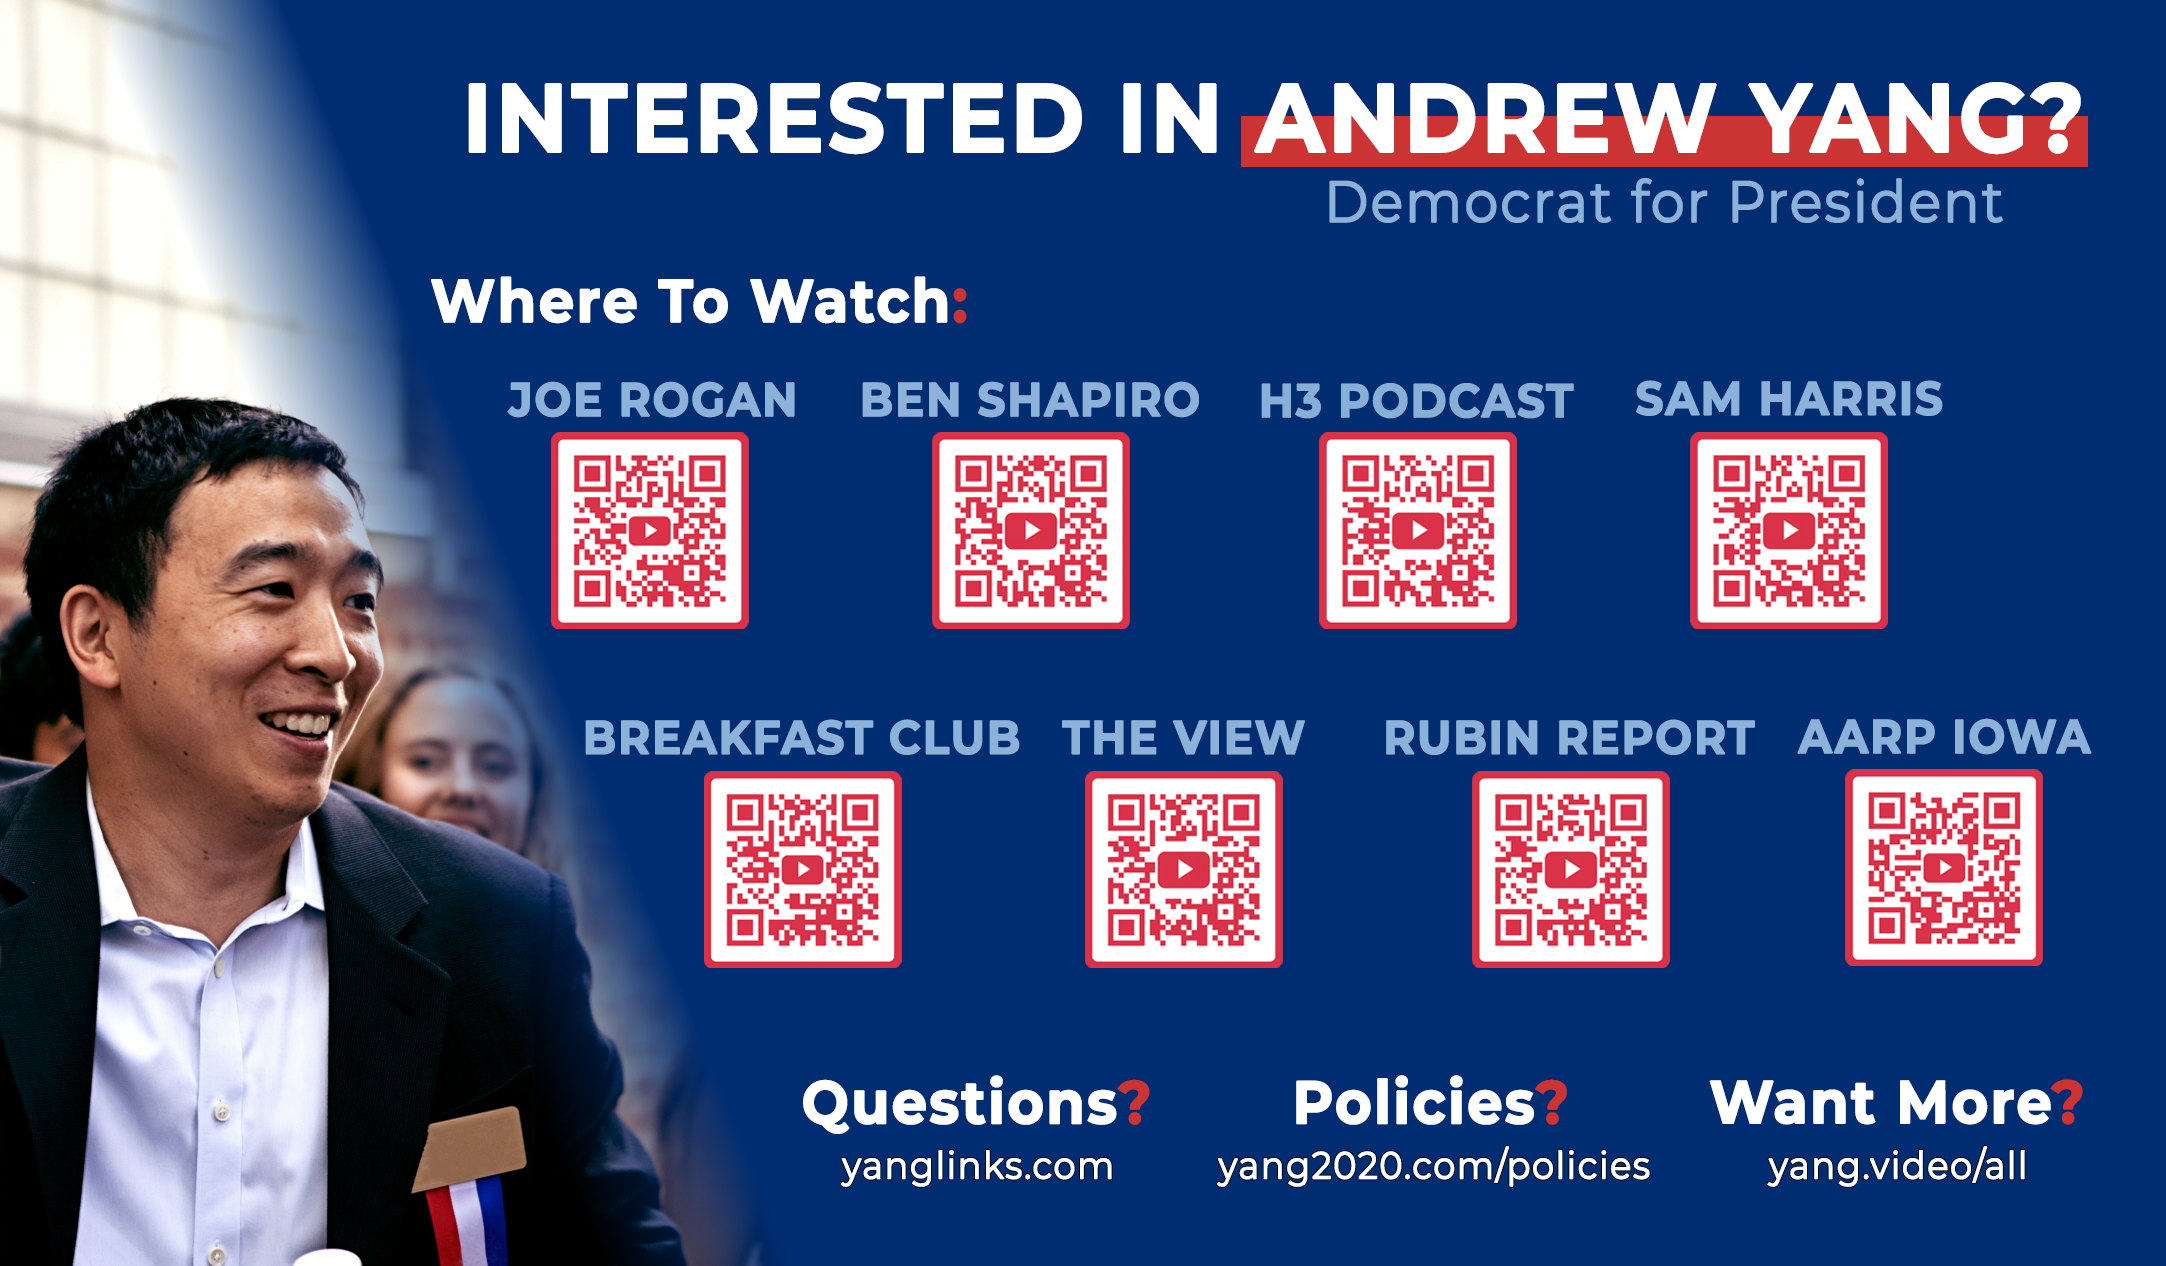 INTERESTED IN ANDREW YANG?
Democrat for President
Where To Watch:
JOE ROGAN BEN SHAPIRO H3 PODCAST SAM HARRIS
BREAKFAST CLUB THE VIEW RUBIN REPORT AARP IOWA
Questions? Policies? Want More?
yanglinks.com yang2020.com/policies yang.video/all